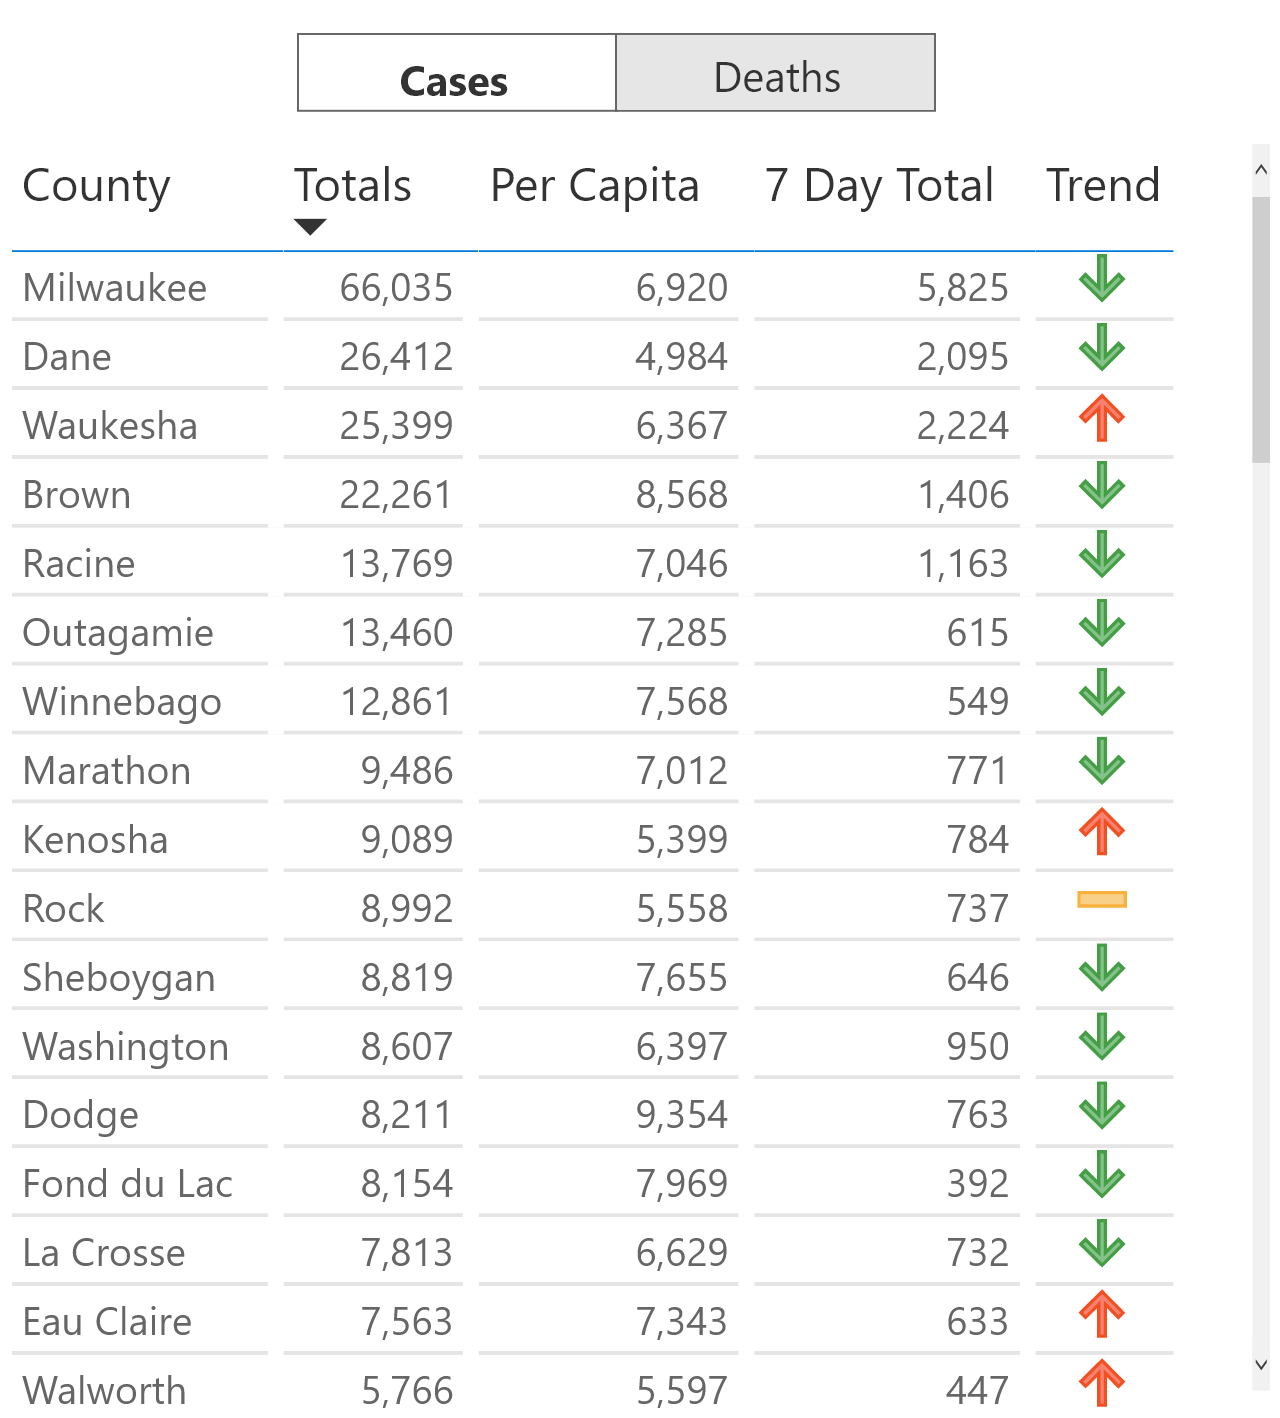 Cases Deaths
County Totals Per Capita 7 Day Total Trend
Milwaukee 66,035 6,920 5,825
Dane 26,412 4,984 2,095
Waukesha 25,399 6,367 2,224
Brown 22,261 8,568 1,406
Racine 13,769 7,046 1,163
Outagamie 13,460 7,285 615
Winnebago 12,861 7,568 549
Marathon 9,486 7,012 771
Kenosha 9,089 5,399 784
Rock 8,992 5,558 737
Sheboygan 8,819 7,655 646
Washington 8,607 6,397 950
Dodge 8,211 9,354 763
Fond du Lac 8,154 7,969 392
La Crosse 7,813 6,629 732
Eau Claire 7,563 7,343 633
Walworth 5,766 5,597 447